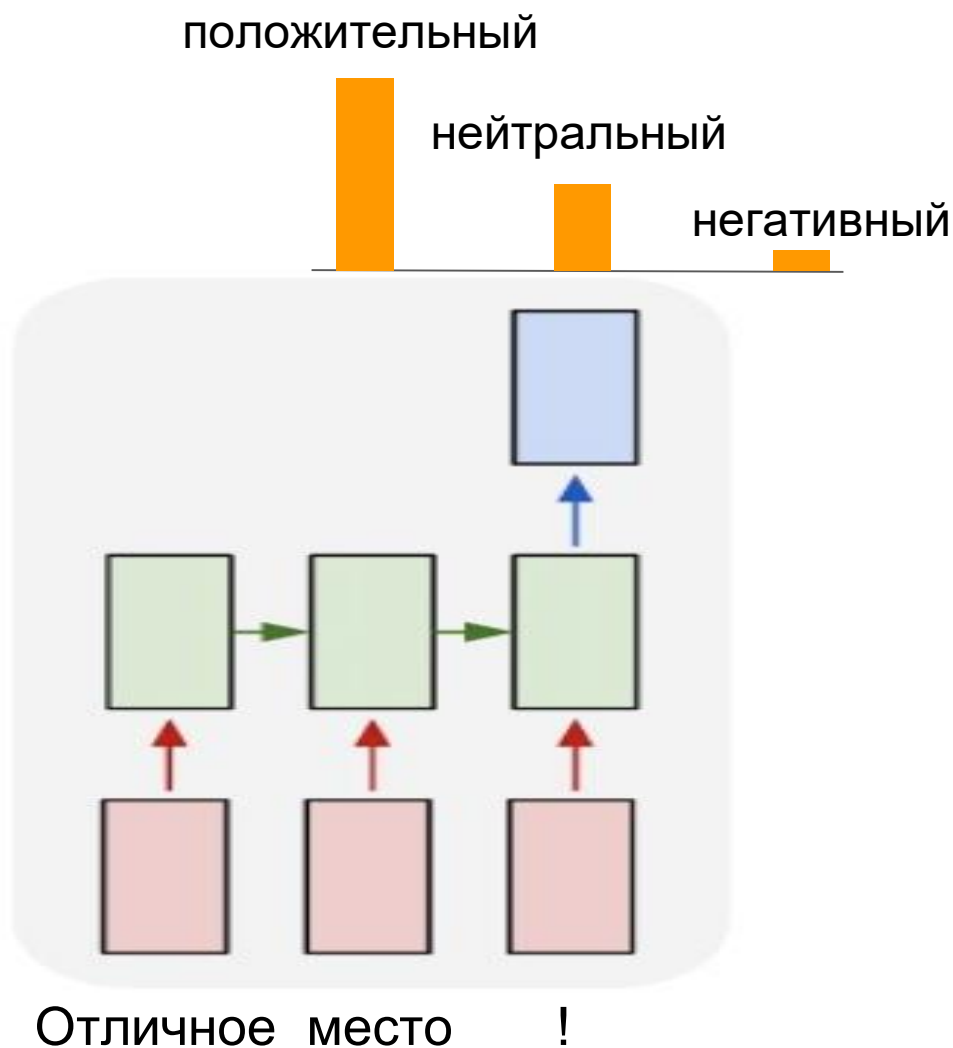 положительный
нейтральный
негативный
Отличное место !